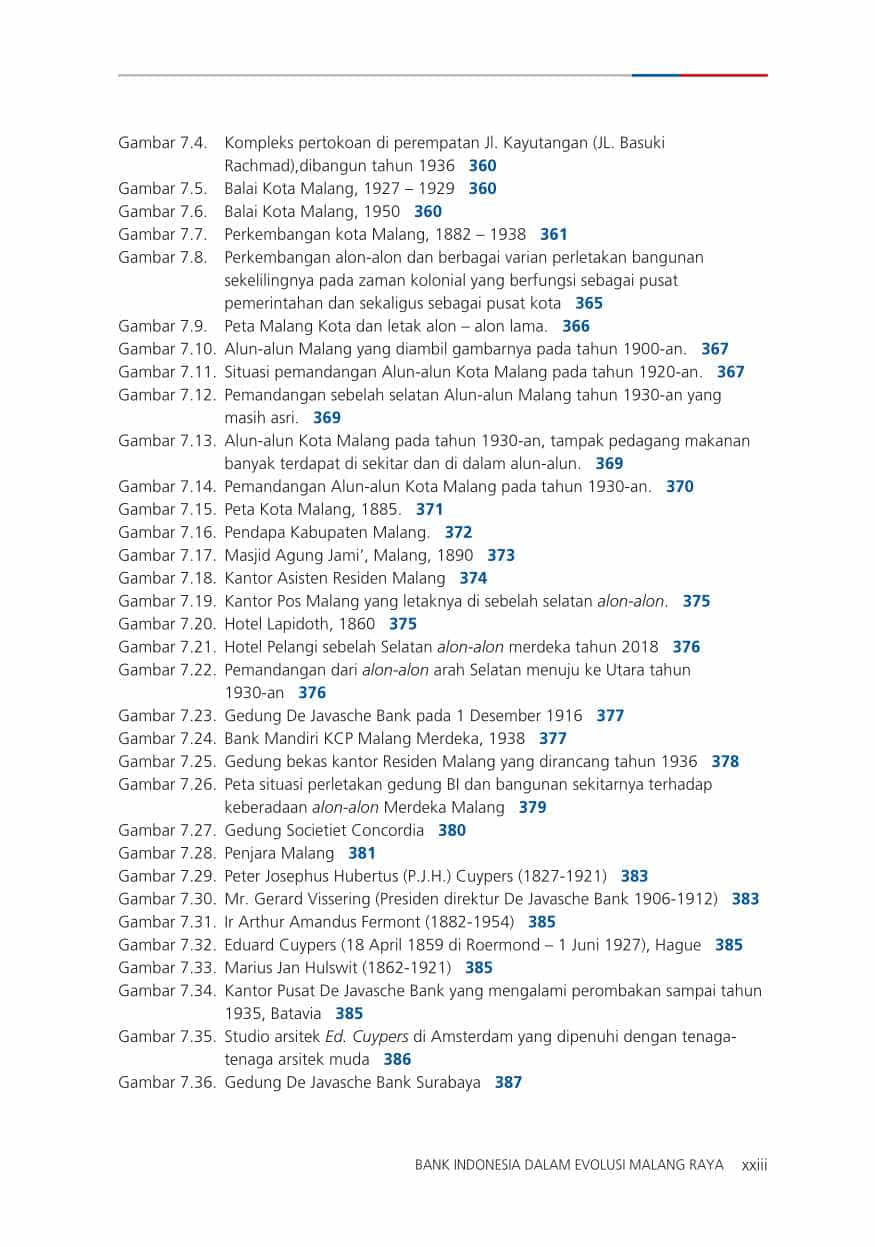 Gambar 7.4. Kompleks pertokoan di perempatan Jl. Kayutangan (JL. Basuki
Rachmad),dibangun tahun 1936 360
Gambar 7.5. Balai Kota Malang, 1927 – 1929 360
Gambar 7.6. Balai Kota Malang, 1950 360
Gambar 7.7. Perkembangan kota Malang, 1882 – 1938 361
Gambar 7.8. Perkembangan alon-alon dan berbagai varian perletakan bangunan
sekelilingnya pada zaman kolonial yang berfungsi sebagai pusat
pemerintahan dan sekaligus sebagai pusat kota 365
Gambar 7.9. Peta Malang Kota dan letak alon – alon lama. 366
Gambar 7.10. Alun-alun Malang yang diambil gambarnya pada tahun 1900-an. 367
Gambar 7.11. Situasi pemandangan Alun-alun Kota Malang pada tahun 1920-an. 367
Gambar 7.12. Pemandangan sebelah selatan Alun-alun Malang tahun 1930-an yang
masih asri. 369
Gambar 7.13. Alun-alun Kota Malang pada tahun 1930-an, tampak pedagang makanan
banyak terdapat di sekitar dan di dalam alun-alun. 369
Gambar 7.14. Pemandangan Alun-alun Kota Malang pada tahun 1930-an. 370
Gambar 7.15. Peta Kota Malang, 1885. 371
Gambar 7.16. Pendapa Kabupaten Malang. 372
Gambar 7.17. Masjid Agung Jami’, Malang, 1890 373
Gambar 7.18. Kantor Asisten Residen Malang 374
Gambar 7.19. Kantor Pos Malang yang letaknya di sebelah selatan alon-alon. 375
Gambar 7.20. Hotel Lapidoth, 1860 375
Gambar 7.21. Hotel Pelangi sebelah Selatan alon-alon merdeka tahun 2018 376
Gambar 7.22. Pemandangan dari alon-alon arah Selatan menuju ke Utara tahun
1930-an 376
Gambar 7.23. Gedung De Javasche Bank pada 1 Desember 1916 377
Gambar 7.24. Bank Mandiri KCP Malang Merdeka, 1938 377
Gambar 7.25. Gedung bekas kantor Residen Malang yang dirancang tahun 1936 378
Gambar 7.26. Peta situasi perletakan gedung BI dan bangunan sekitarnya terhadap
keberadaan alon-alon Merdeka Malang 379
Gambar 7.27. Gedung Societiet Concordia 380
Gambar 7.28. Penjara Malang 381
Gambar 7.29. Peter Josephus Hubertus (P.J.H.) Cuypers (1827-1921) 383
Gambar 7.30. Mr. Gerard Vissering (Presiden direktur De Javasche Bank 1906-1912) 383
Gambar 7.31. Ir Arthur Amandus Fermont (1882-1954) 385
Gambar 7.32. Eduard Cuypers (18 April 1859 di Roermond – 1 Juni 1927), Hague 385
Gambar 7.33. Marius Jan Hulswit (1862-1921) 385
Gambar 7.34. Kantor Pusat De Javasche Bank yang mengalami perombakan sampai tahun
1935, Batavia 385
Gambar 7.35. Studio arsitek Ed. Cuypers di Amsterdam yang dipenuhi dengan tenaga-
tenaga arsitek muda 386
Gambar 7.36. Gedung De Javasche Bank Surabaya 387
BANK INDONESIA DALAM EVOLUSI MALANG RAYA xxiii